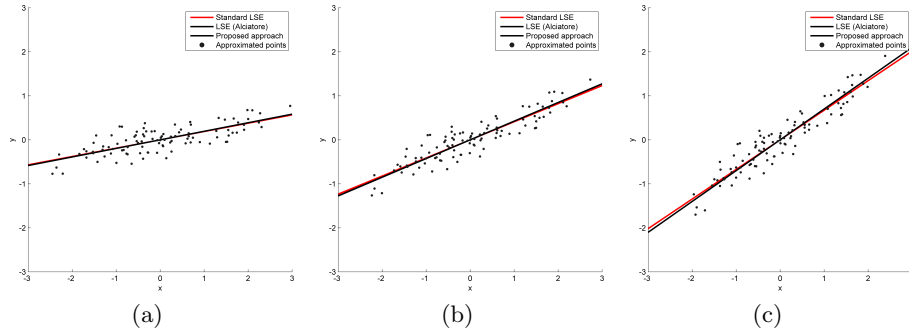 3
2
1
0
-1
-2
-3
y
-3
-2
-1
0
1
2
3
x
Standard LSE
LSE (Alciatore)
Proposed approach
Approximated points
(a)
3
2
1
0
-1
-2
-3
y
-3
-2
-1
0
1
2
3
x
Standard LSE
LSE (Alciatore)
Proposed approach
Approximated points
(b)
3
2
1
0
-1
-2
-3
y
-3
-2
-1
0
1
2
x
Standard LSE
LSE (Alciatore)
Proposed approach
Approximated points
(c)